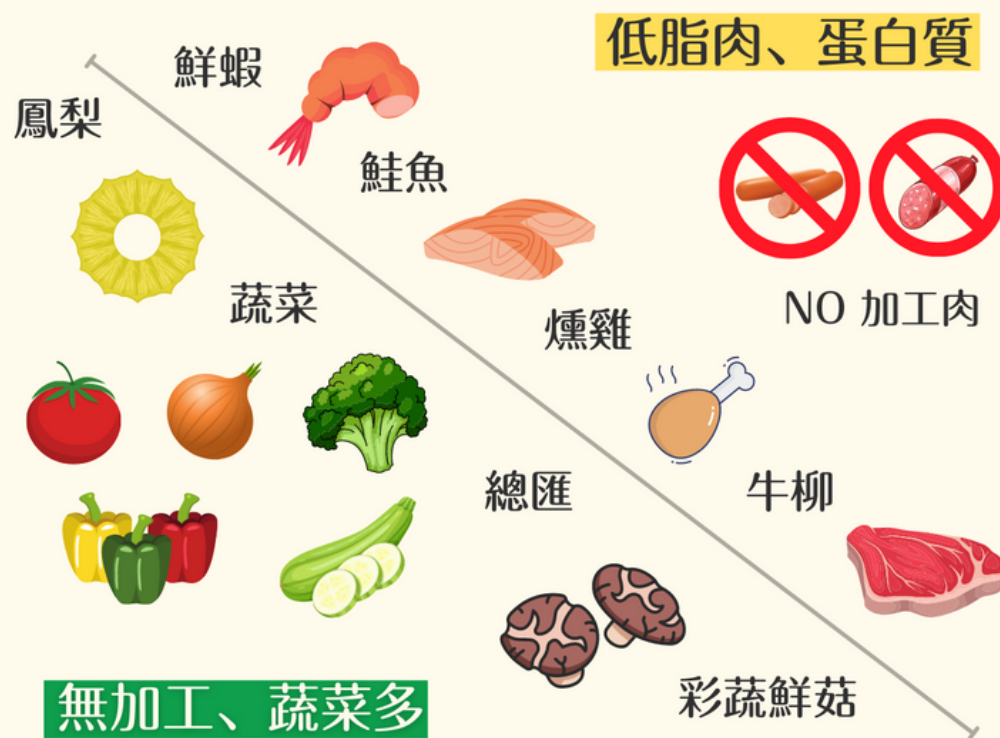 低脂肉、蛋白質
鮮蝦
鳳梨
鮭魚
蔬菜
燻雞
NO 加工肉
總匯
牛柳
彩蔬鮮菇
無加工、蔬菜多